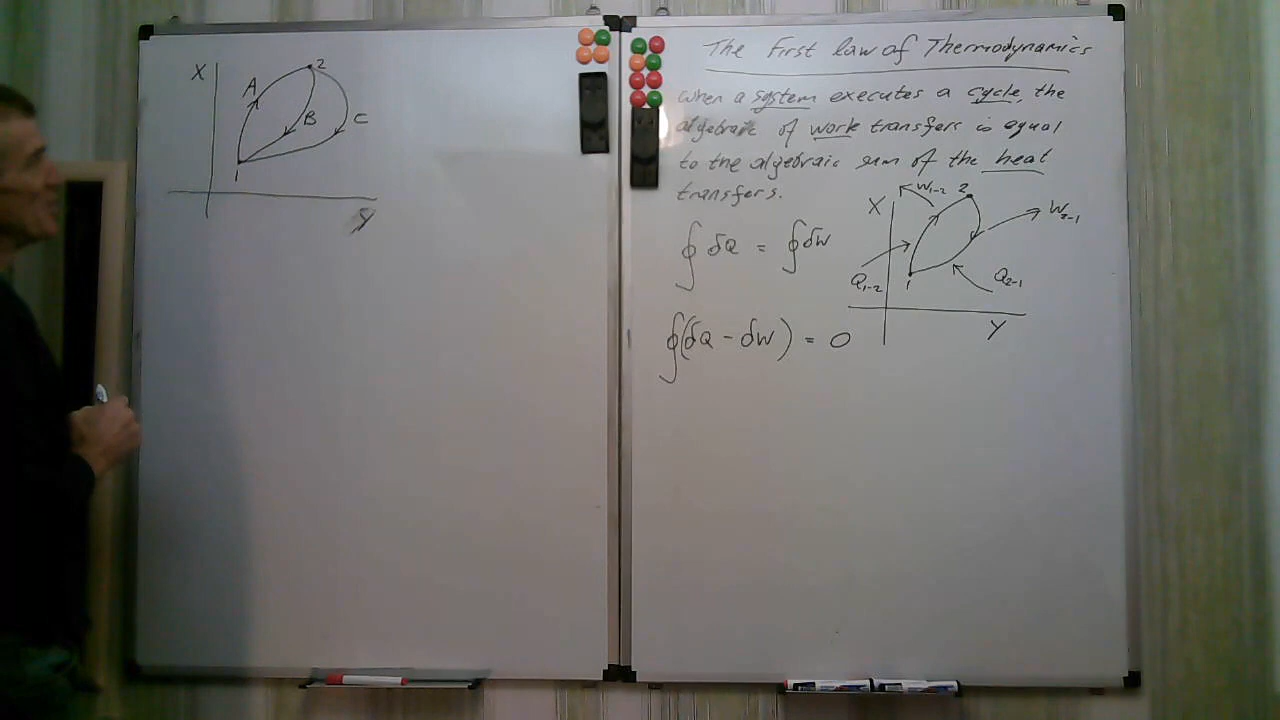 X
2
A
B
C
1
y
The First law of Thermodynamics
When a system executes a cycle, the
algebraic of work transfers is equal
to the algebraic sum of the heat
transfers.
∮ δQ = ∮ δW
∮(δQ - δW) = 0
X
W₁₋₂
2
W₂₋₁
Q₁₋₂
1
Q₂₋₁
Y